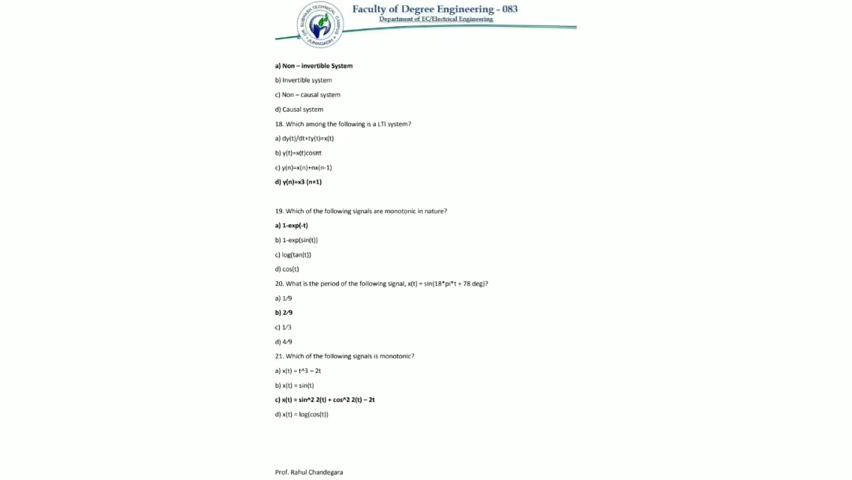 Faculty of Degree Engineering - 083
Department of EC/Electrical Engineering
a) Non – invertible System
b) Invertible system
c) Non – causal system
d) Causal system
18. Which among the following is a LTI system?
a) dy(t)/dt+ty(t)=x(t)
b) y(t)=x(t)cosπt
c) y(n)=x(n)+nx(n-1)
d) y(n)=x3 (n+1)
19. Which of the following signals are monotonic in nature?
a) 1-exp(-t)
b) 1-exp(sin(t))
c) log(tan(t))
d) cos(t)
20. What is the period of the following signal, x(t) = sin(18*pi*t + 78 deg)?
a) 1⁄9
b) 2⁄9
c) 1⁄3
d) 4⁄9
21. Which of the following signals is monotonic?
a) x(t) = t^3 – 2t
b) x(t) = sin(t)
c) x(t) = sin^2 2(t) + cos^2 2(t) – 2t
d) x(t) = log(cos(t))
Prof. Rahul Chandegara